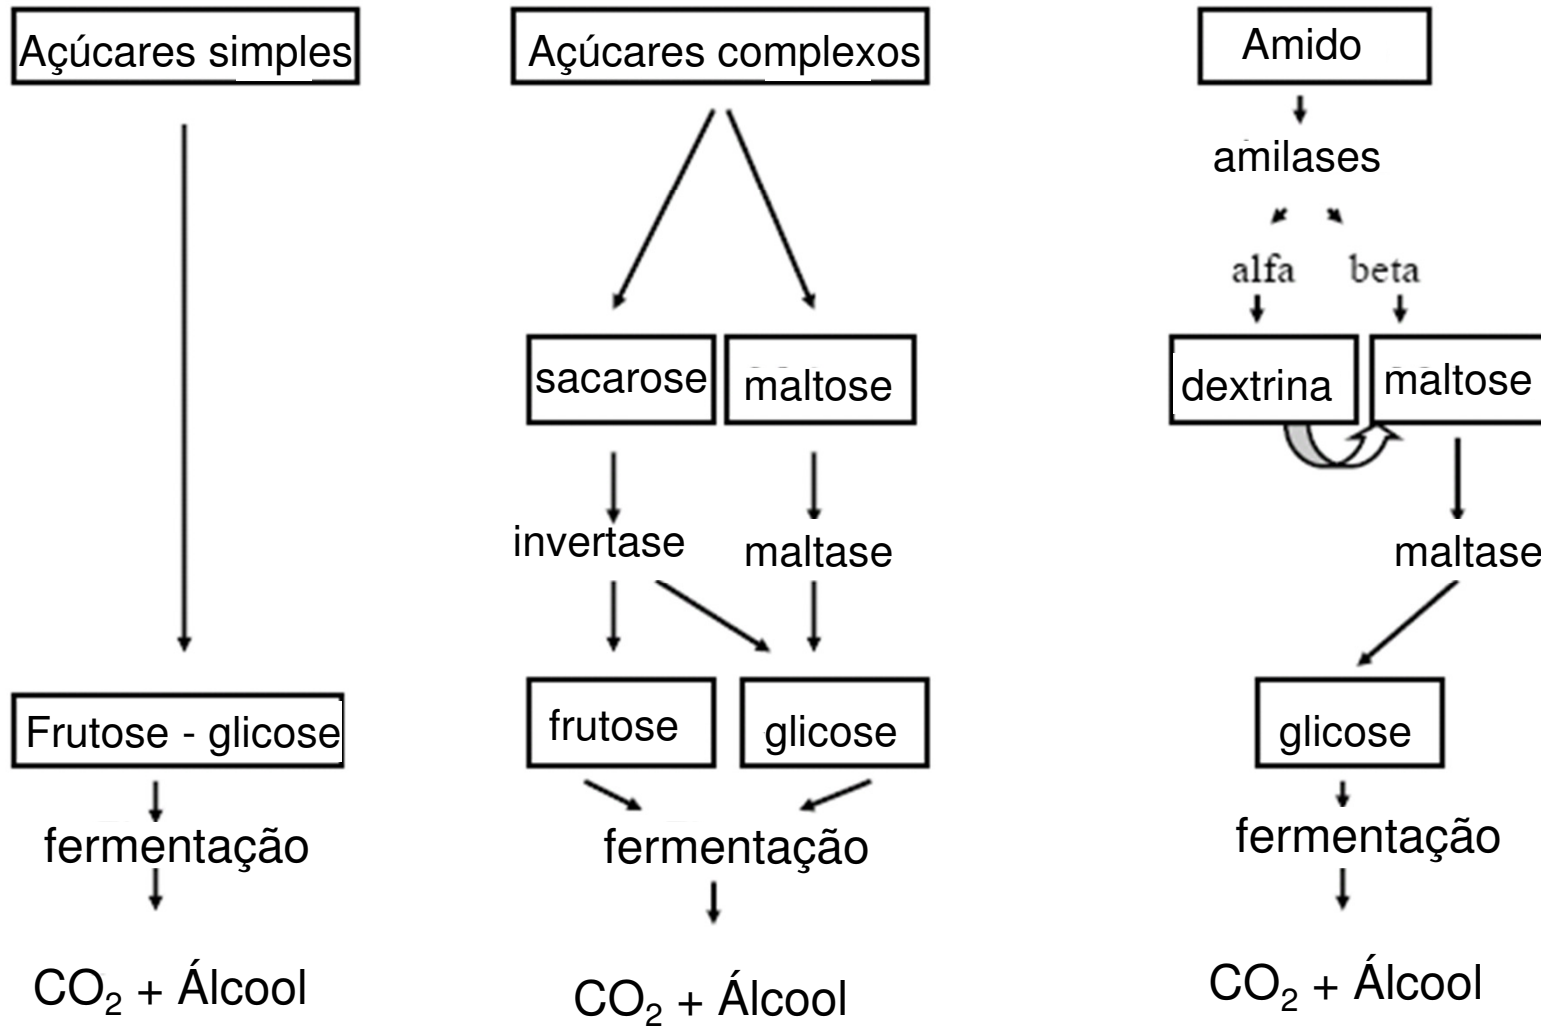 Açúcares simples
Frutose - glicose
fermentação
CO₂ + Álcool
Açúcares complexos
sacarose
maltose
invertase
maltase
frutose
glicose
fermentação
CO₂ + Álcool
Amido
amilases
alfa
beta
dextrina
maltose
maltase
glicose
fermentação
CO₂ + Álcool